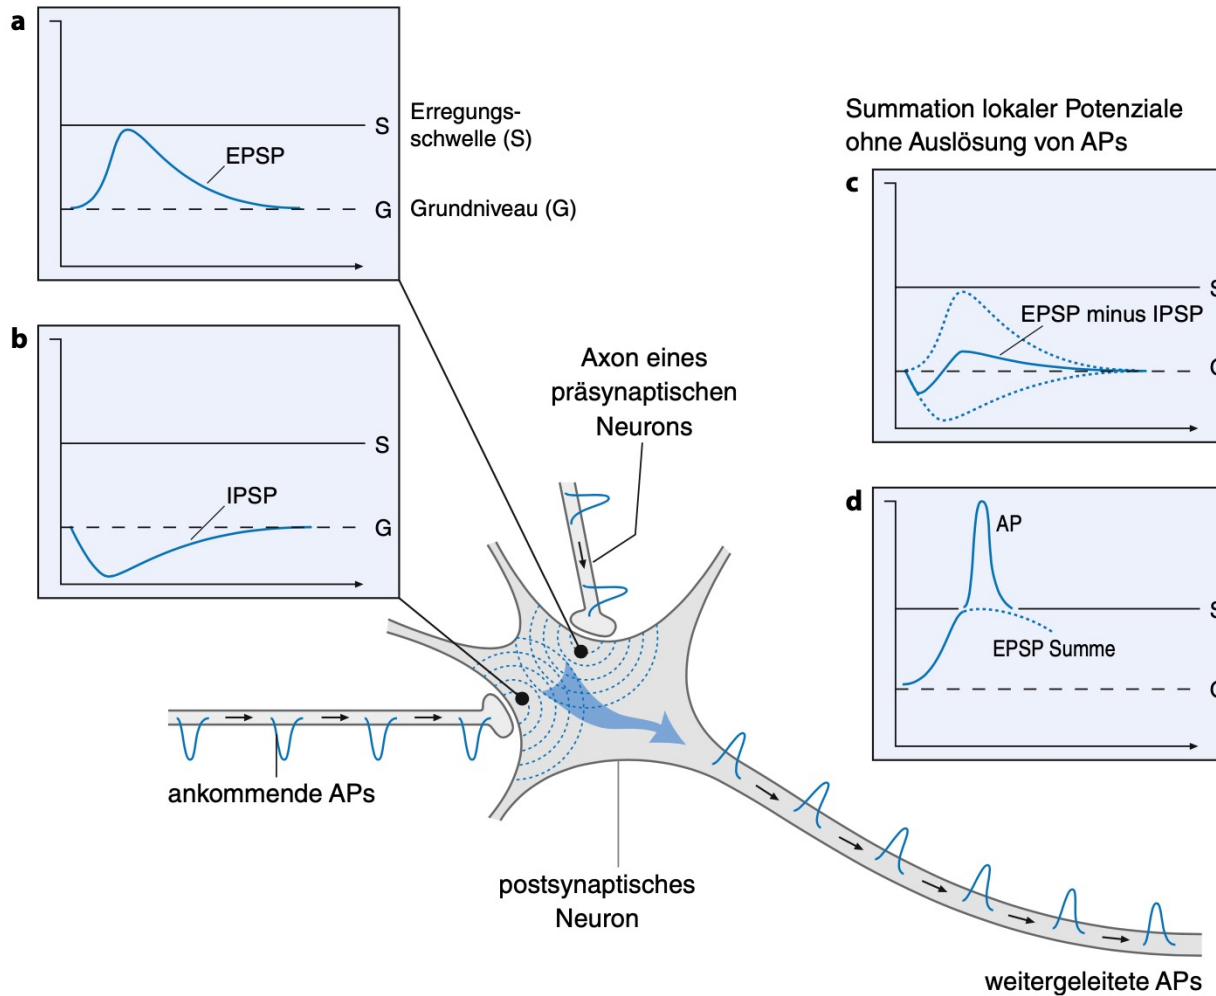 a
S
Erregungs-
schwelle (S)
EPSP
G
Grundniveau (G)
b
S
IPSP
G
Axon eines
präsynaptischen
Neurons
ankommende APs
postsynaptisches
Neuron
weitergeleitete APs
Summation lokaler Potenziale
ohne Auslösung von APs
c
EPSP minus IPSP
d
AP
EPSP Summe